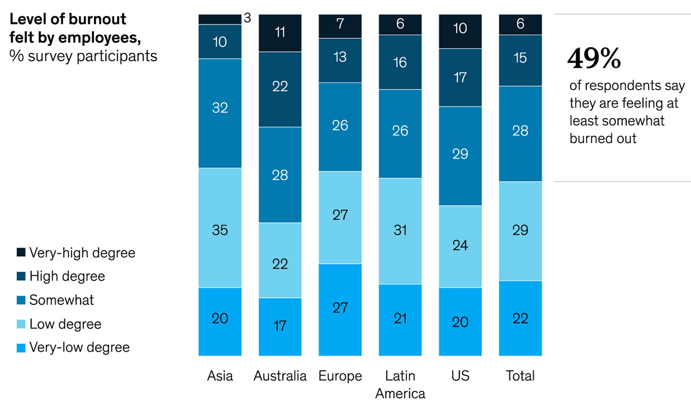 Level of burnout
felt by employees,
% survey participants
3
11
7
6
10
6
10
22
13
16
17
15
32
28
26
26
29
28
35
22
27
31
24
29
20
17
27
21
20
22
Asia
Australia
Europe
Latin
America
US
Total
Very-high degree
High degree
Somewhat
Low degree
Very-low degree
49%
of respondents say
they are feeling at
least somewhat
burned out